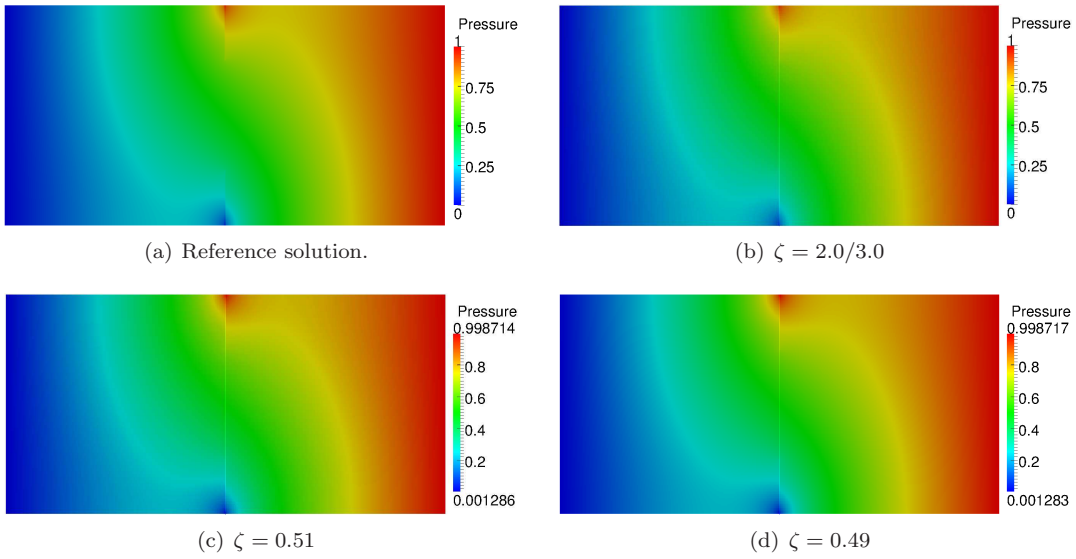 Pressure
1
0.75
0.5
0.25
0
(a) Reference solution.
Pressure
1
0.75
0.5
0.25
0
(b) ζ = 2.0/3.0
Pressure
0.998714
0.8
0.6
0.4
0.2
0.001286
(c) ζ = 0.51
Pressure
0.998717
0.8
0.6
0.4
0.2
0.001283
(d) ζ = 0.49